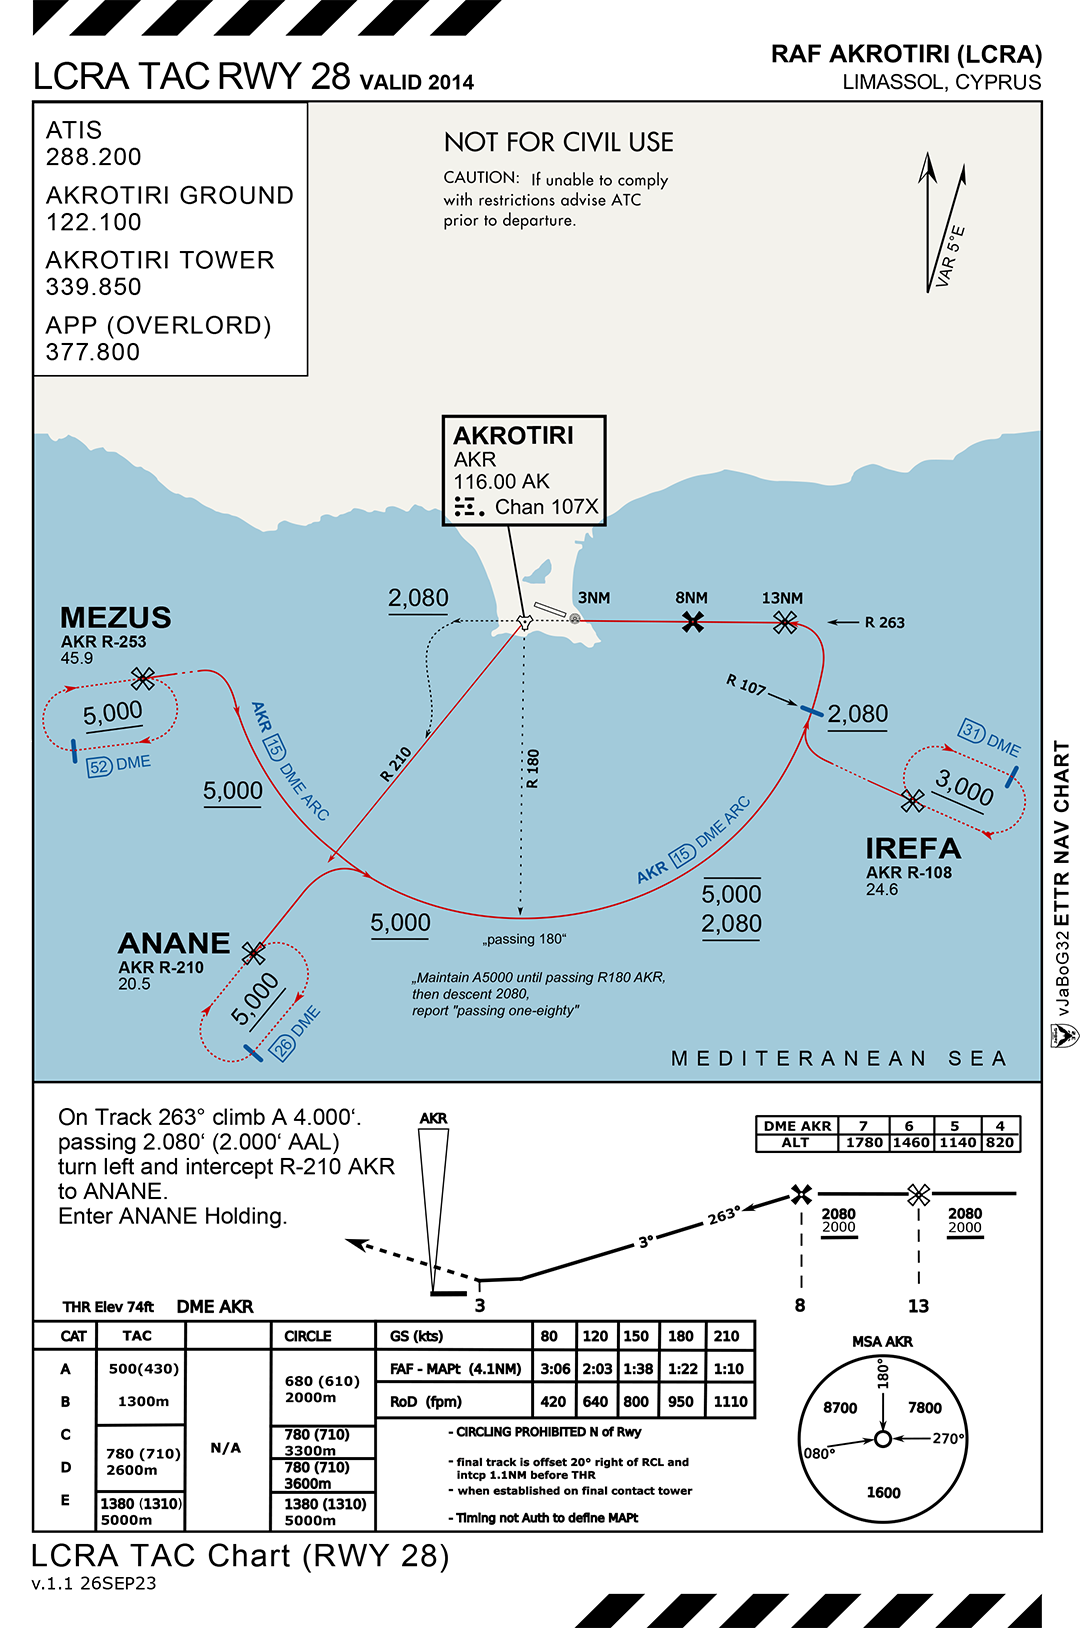 LCRA TAC RWY 28 VALID 2014
RAF AKROTIRI (LCRA)
LIMASSOL, CYPRUS
ATIS
288.200
AKROTIRI GROUND
122.100
AKROTIRI TOWER
339.850
APP (OVERLORD)
377.800
NOT FOR CIVIL USE
CAUTION: If unable to comply
with restrictions advise ATC
prior to departure.
VAR 5°E
AKROTIRI
AKR
116.00 AK
Chan 107X
2,080
3NM
8NM
13NM
R 263
MEZUS
AKR R-253
45.9
5,000
52 DME
AKR 15 DME ARC
5,000
R 210
R 180
R 107
2,080
31 DME
3,000
IREFA
AKR R-108
24.6
AKR 15 DME ARC
5,000
2,080
5,000
„passing 180“
ANANE
AKR R-210
20.5
5,000
26 DME
„Maintain A5000 until passing R180 AKR,
then descent 2080,
report "passing one-eighty"
MEDITERANEAN SEA
vJaBoG32 ETTR NAV CHART
On Track 263° climb A 4.000‘.
passing 2.080‘ (2.000‘ AAL)
turn left and intercept R-210 AKR
to ANANE.
Enter ANANE Holding.
AKR
DME AKR 7 6 5 4
ALT 1780 1460 1140 820
263°
3°
2080
2000
2080
2000
3
8
13
THR Elev 74ft DME AKR
CAT TAC CIRCLE GS (kts) 80 120 150 180 210
A 500(430) FAF - MAPt (4.1NM) 3:06 2:03 1:38 1:22 1:10
680 (610)
2000m
B 1300m RoD (fpm) 420 640 800 950 1110
C 780 (710)
3300m
780 (710)
2600m
N/A
D 780 (710)
3600m
E 1380 (1310)
5000m
1380 (1310)
5000m
- CIRCLING PROHIBITED N of Rwy
- final track is offset 20° right of RCL and
intcp 1.1NM before THR
- when established on final contact tower
- Timing not Auth to define MAPt
MSA AKR
180°
8700
7800
080°
270°
1600
LCRA TAC Chart (RWY 28)
v.1.1 26SEP23